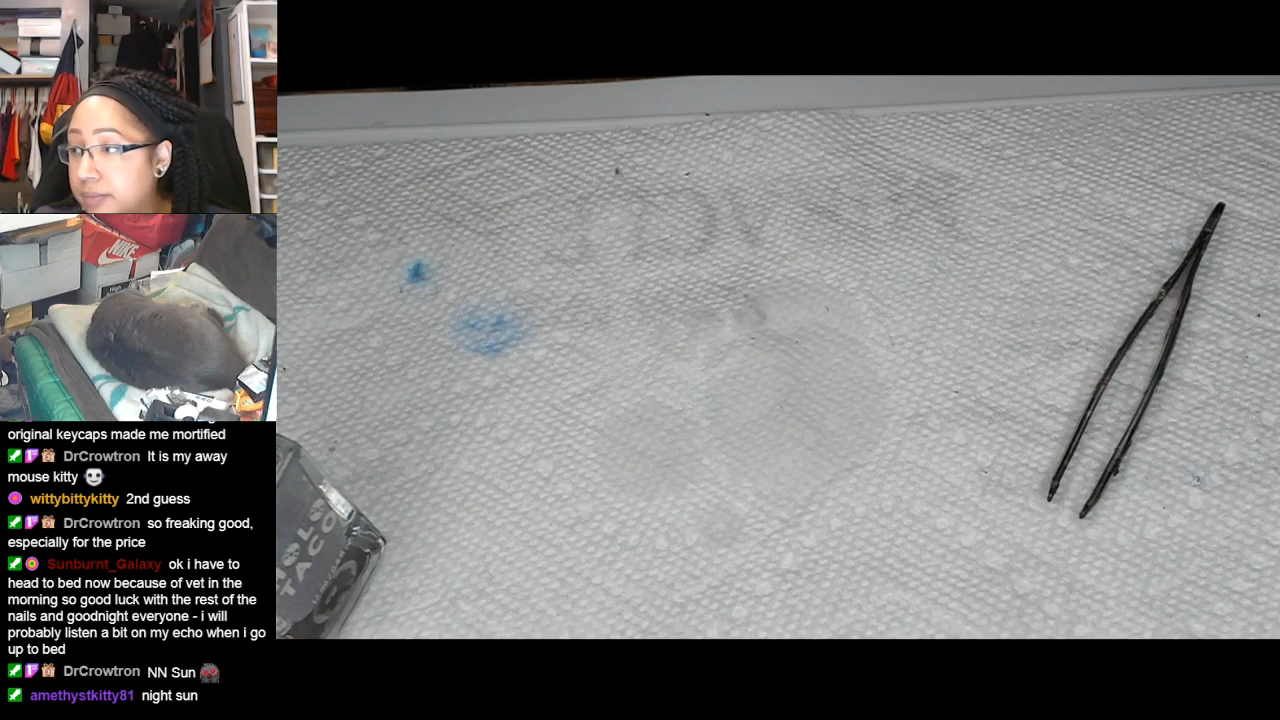 NIKE
High
HOLO
TACO
original keycaps made me mortified
DrCrowtron It is my away
mouse kitty
wittybittykitty 2nd guess
DrCrowtron so freaking good,
especially for the price
Sunburnt_Galaxy ok i have to
head to bed now because of vet in the
morning so good luck with the rest of the
nails and goodnight everyone - i will
probably listen a bit on my echo when i go
up to bed
DrCrowtron NN Sun
amethystkitty81 night sun